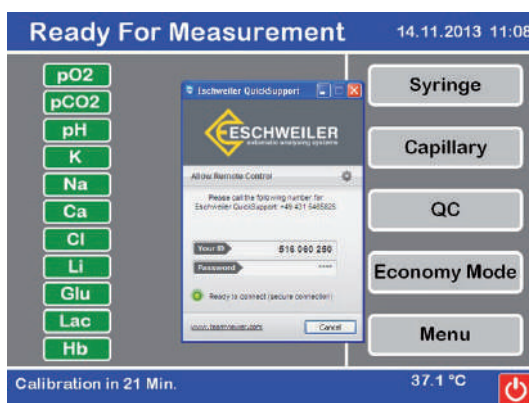 Ready For Measurement
14.11.2013 11:08
pO2
pCO2
pH
K
Na
Ca
Cl
Li
Glu
Lac
Hb
Eschweiler QuickSupport
ESCHWEILER
automatic analysing systems
Allow Remote Control
Please call the following number for
Eschweiler QuickSupport: +49 431
Your ID 516 060 250
Password ----
Ready to connect (secure connection)
www.teamviewer.com
Cancel
Syringe
Capillary
QC
Economy Mode
Menu
Calibration in 21 Min.
37.1 °C